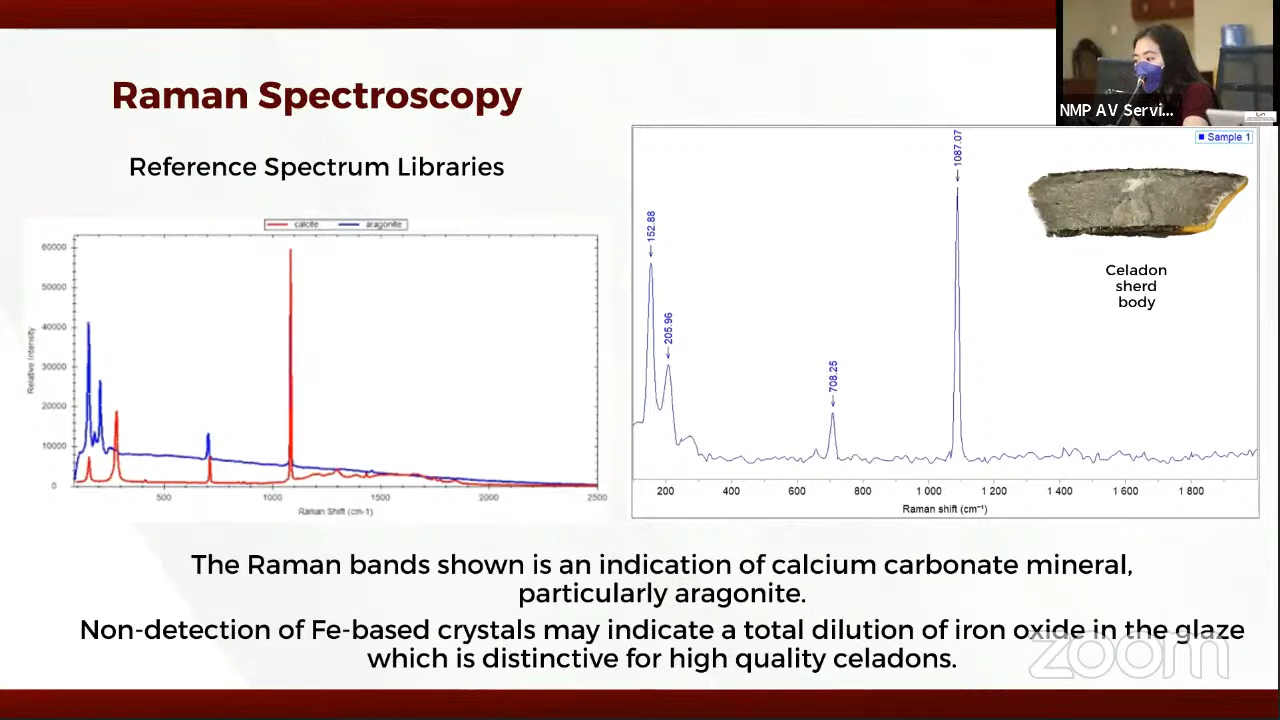 Raman Spectroscopy
NMP AV Servi...
Reference Spectrum Libraries
calcite aragonite
60000
50000
40000
30000
20000
10000
0
Relative Intensity
500 1000 1500 2000 2500
Raman Shift (cm-1)
Sample 1
152.88
205.96
708.25
1087.07
Celadon
sherd
body
200 400 600 800 1 000 1 200 1 400 1 600 1 800
Raman shift (cm⁻¹)
The Raman bands shown is an indication of calcium carbonate mineral,
particularly aragonite.
Non-detection of Fe-based crystals may indicate a total dilution of iron oxide in the glaze
which is distinctive for high quality celadons.
zoom